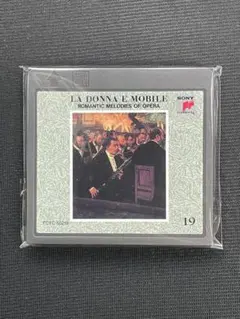 LA DONNA È MOBILE
ROMANTIC MELODIES OF OPERA
SONY
19